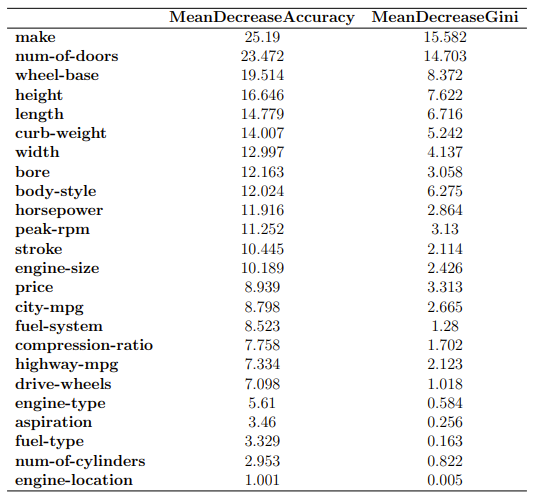 MeanDecreaseAccuracy MeanDecreaseGini
make 25.19 15.582
num-of-doors 23.472 14.703
wheel-base 19.514 8.372
height 16.646 7.622
length 14.779 6.716
curb-weight 14.007 5.242
width 12.997 4.137
bore 12.163 3.058
body-style 12.024 6.275
horsepower 11.916 2.864
peak-rpm 11.252 3.13
stroke 10.445 2.114
engine-size 10.189 2.426
price 8.939 3.313
city-mpg 8.798 2.665
fuel-system 8.523 1.28
compression-ratio 7.758 1.702
highway-mpg 7.334 2.123
drive-wheels 7.098 1.018
engine-type 5.61 0.584
aspiration 3.46 0.256
fuel-type 3.329 0.163
num-of-cylinders 2.953 0.822
engine-location 1.001 0.005